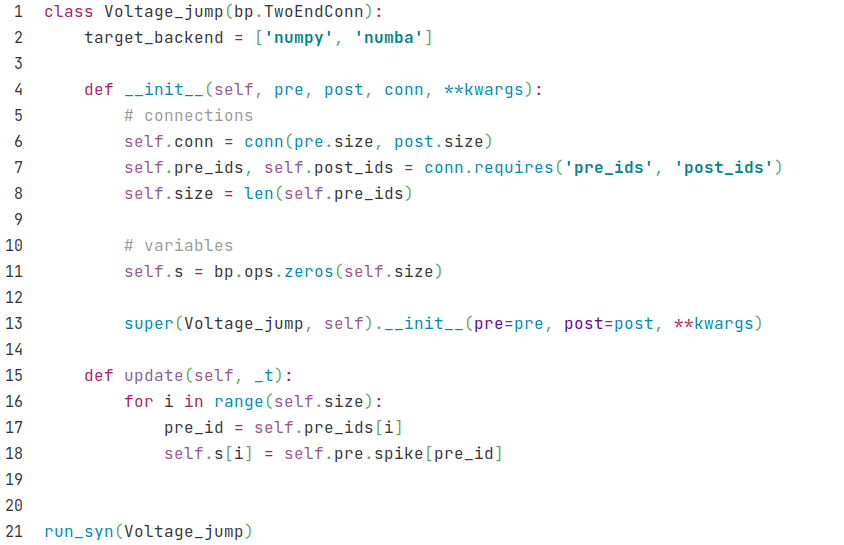 1 class Voltage_jump(bp.TwoEndConn):
2     target_backend = ['numpy', 'numba']
3
4     def __init__(self, pre, post, conn, **kwargs):
5         # connections
6         self.conn = conn(pre.size, post.size)
7         self.pre_ids, self.post_ids = conn.requires('pre_ids', 'post_ids')
8         self.size = len(self.pre_ids)
9
10         # variables
11         self.s = bp.ops.zeros(self.size)
12
13         super(Voltage_jump, self).__init__(pre=pre, post=post, **kwargs)
14
15     def update(self, _t):
16         for i in range(self.size):
17             pre_id = self.pre_ids[i]
18             self.s[i] = self.pre.spike[pre_id]
19
20
21 run_syn(Voltage_jump)